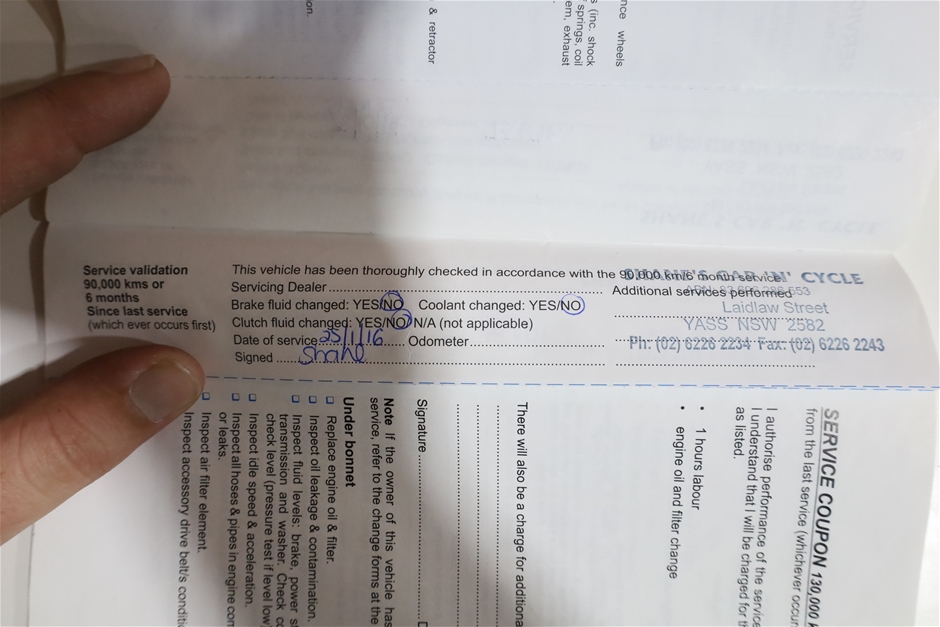 nce wheels
s (inc. shock
springs, coil
em, exhaust
& retractor
on.
Service validation
90,000 kms or
6 months
Since last service
(which ever occurs first)
This vehicle has been thoroughly checked in accordance with the 90,000 km/6 month service.
Servicing Dealer
Additional services performed
Brake fluid changed: YES/NO Coolant changed: YES/NO
Clutch fluid changed: YES/NO N/A (not applicable)
Date of service 25/1/16 Odometer
Signed
CAR 'N' CYCLE
Laidlaw Street
YASS NSW 2582
Ph: (02) 6226 2234 Fax: (02) 6226 2243
SERVICE COUPON 130,000 k
from the last service (whichever occur
I authorise performance of the service
I understand that I will be charged for th
as listed.
• 1 hours labour
• engine oil and filter change
There will also be a charge for additiona
Signature
Note If the owner of this vehicle has
service, refer to the change forms at the
Under bonnet
Replace engine oil & filter.
Inspect oil leakage & contamination.
Inspect fluid levels: brake, power s
transmission and washer. Check co
check level (pressure test if level low
Inspect idle speed & acceleration.
Inspect all hoses & pipes in engine com
or leaks.
Inspect air filter element.
Inspect accessory drive belt/s conditi